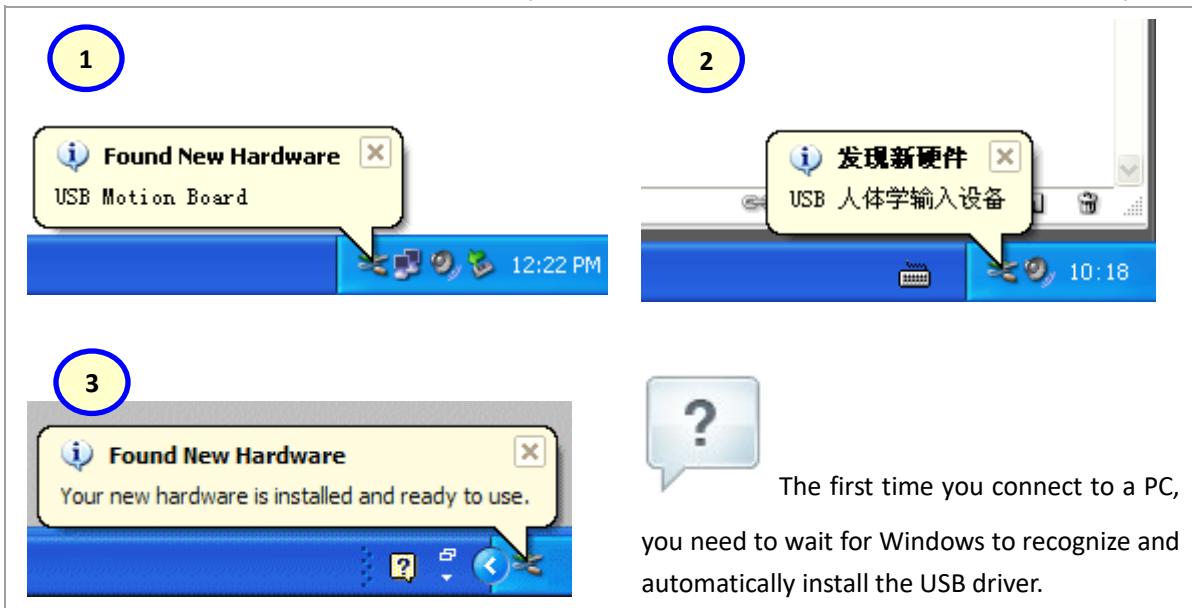 1
Found New Hardware
USB Motion Board
12:22 PM
2
发现新硬件
USB 人体学输入设备
10:18
3
Found New Hardware
Your new hardware is installed and ready to use.
?
?
The first time you connect to a PC,
you need to wait for Windows to recognize and
automatically install the USB driver.